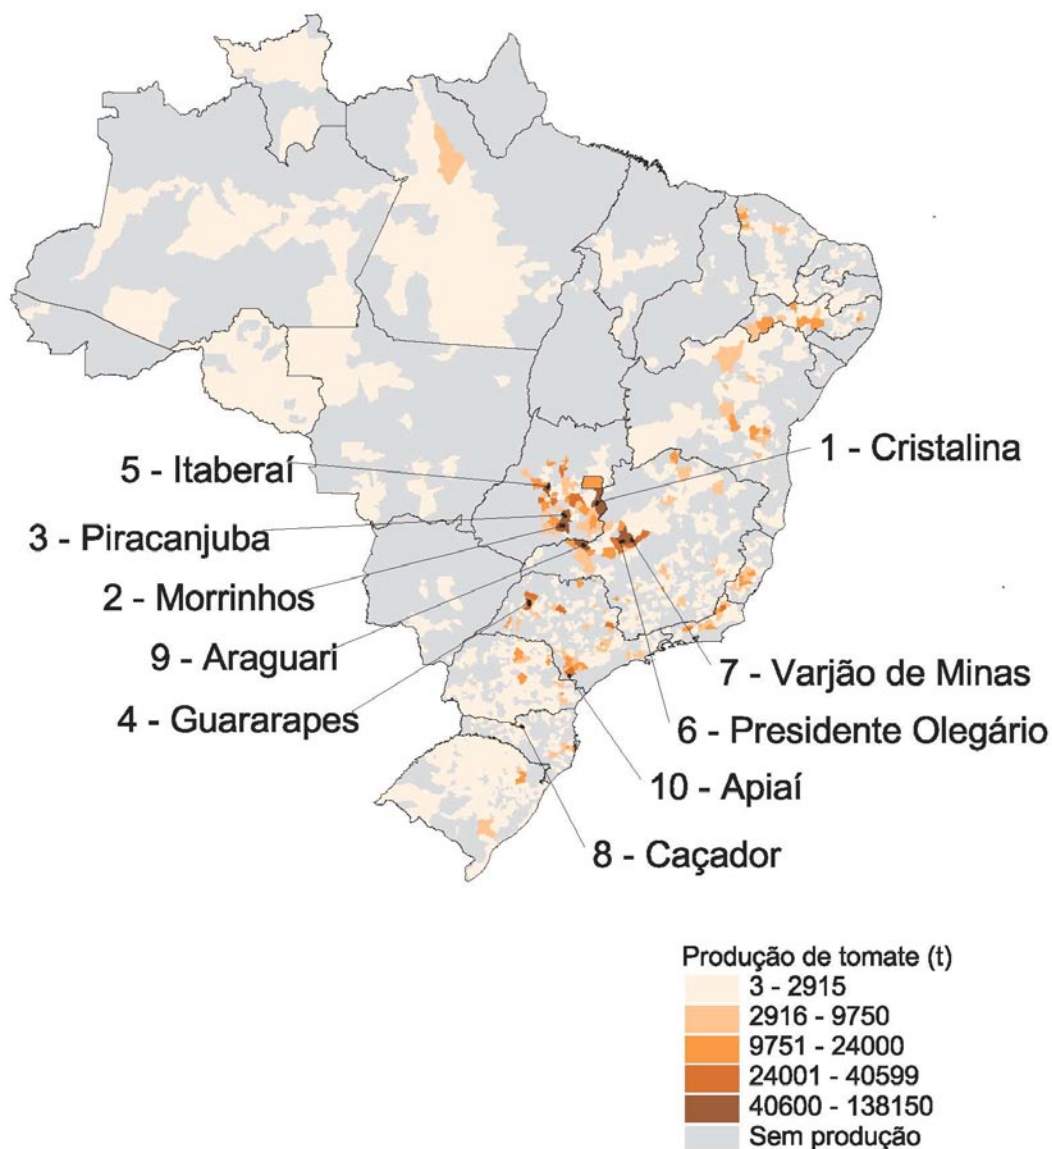 1 - Cristalina
5 - Itaberaí
3 - Piracanjuba
2 - Morrinhos
9 - Araguari
7 - Varjão de Minas
4 - Guararapes
6 - Presidente Olegário
10 - Apiaí
8 - Caçador
Produção de tomate (t)
3 - 2915
2916 - 9750
9751 - 24000
24001 - 40599
40600 - 138150
Sem produção